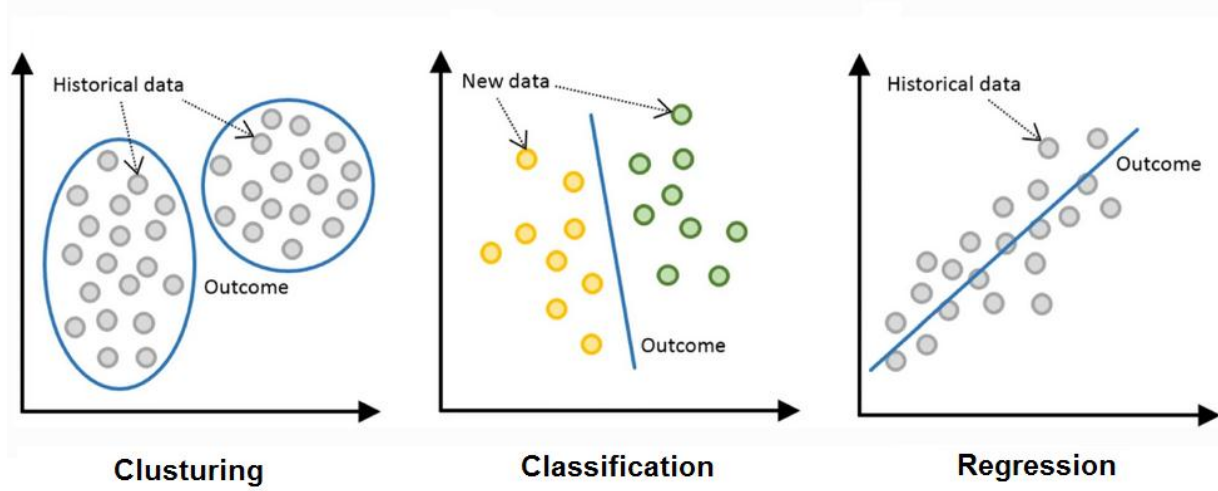 Historical data
Outcome
Clusturing
New data
Outcome
Classification
Historical data
Outcome
Regression